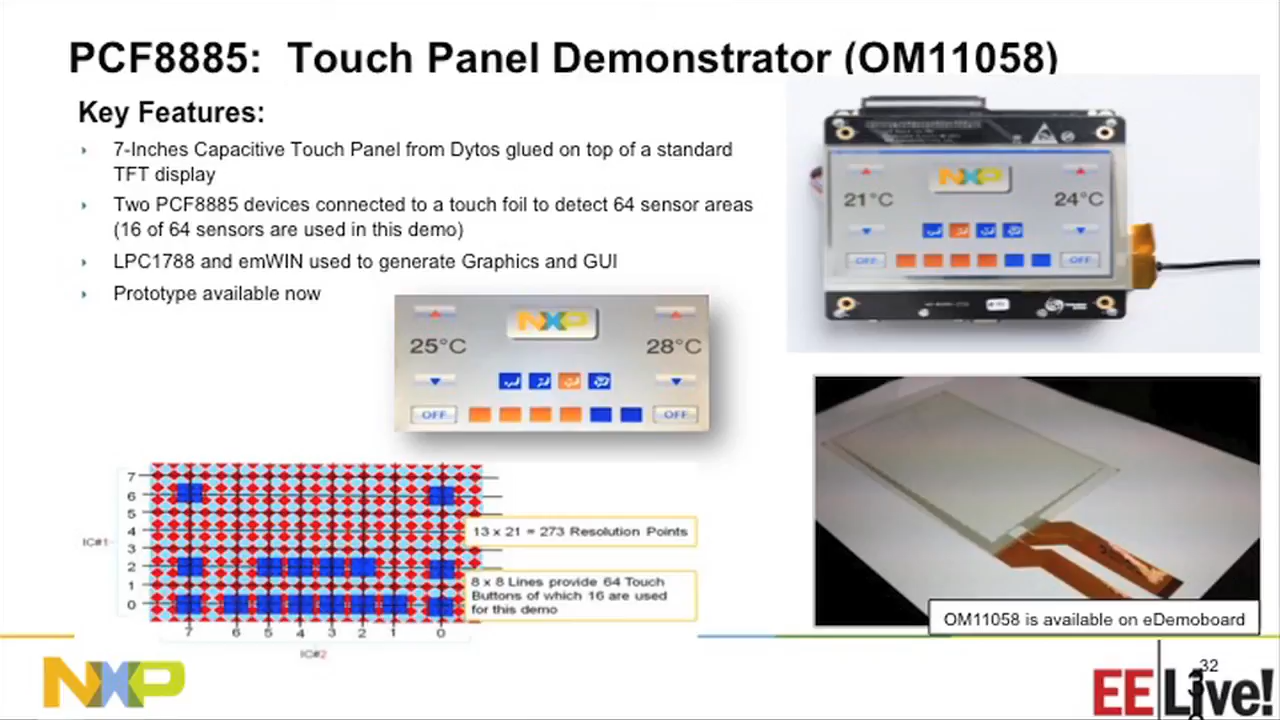 PCF8885: Touch Panel Demonstrator (OM11058)
Key Features:
7-Inches Capacitive Touch Panel from Dytos glued on top of a standard
TFT display
Two PCF8885 devices connected to a touch foil to detect 64 sensor areas
(16 of 64 sensors are used in this demo)
LPC1788 and emWIN used to generate Graphics and GUI
Prototype available now
NXP
21°C
24°C
OFF
OFF
NXP
25°C
28°C
OFF
OFF
7
6
5
4
3
2
1
0
IC#1
13 x 21 = 273 Resolution Points
8 x 8 Lines provide 64 Touch
Buttons of which 16 are used
for this demo
7 6 5 4 3 2 1 0
IC#2
OM11058 is available on eDemoboard
NXP
32
EE Live!